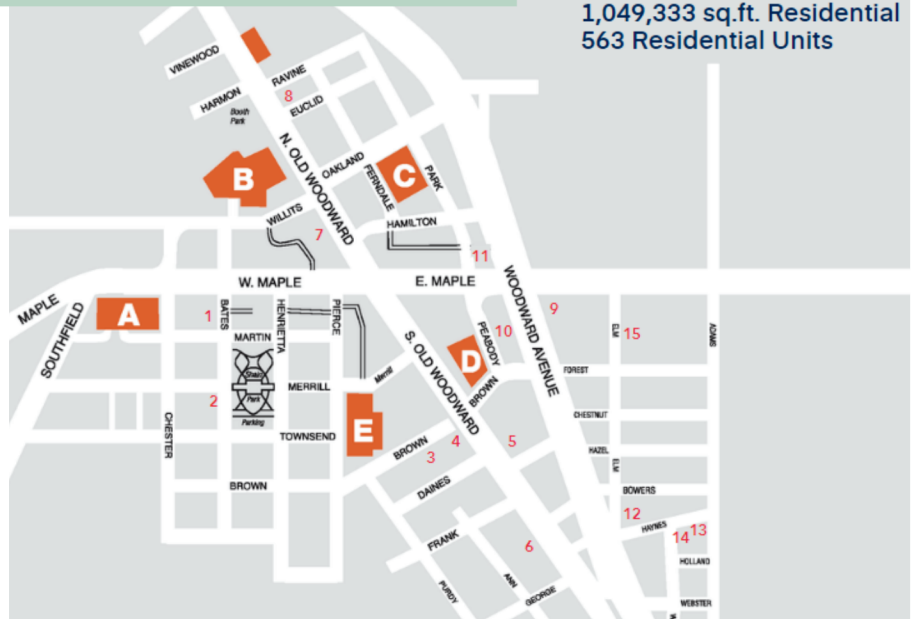 1,049,333 sq.ft. Residential
563 Residential Units
VINEWOOD
RAVINE
HARMON
8
EUCLID
Booth
Park
N. OLD WOODWARD
OAKLAND
B
C
FERNDALE
PARK
WILLITS
HAMILTON
7
11
W. MAPLE
E. MAPLE
WOODWARD AVENUE
MAPLE
SOUTHFIELD
A
1
BATES
HENRIETTA
PIERCE
9
MARTIN
S. OLD WOODWARD
D
PEABODY
10
ELM
15
ADAMS
Shain
Park
Parking
MERRILL
Merrill
FOREST
2
BROWN
CHESTNUT
CHESTER
TOWNSEND
E
BROWN
3
4
5
HAZEL
ELM
BROWN
DAINES
BOWERS
12
HAYNES
14
13
FRANK
6
HOLLAND
PURDY
ANN
GEORGE
WEBSTER
W